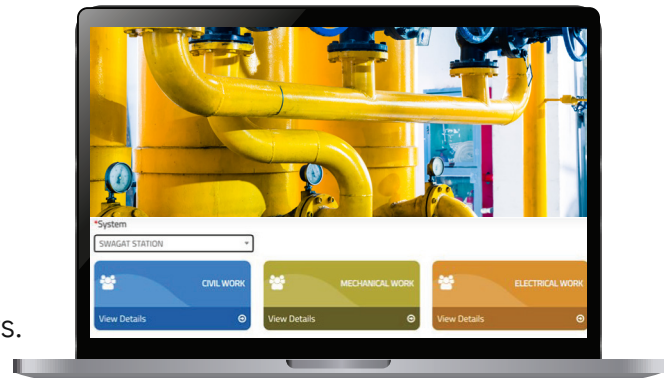 *System
SWAGAT STATION
CIVIL WORK
MECHANICAL WORK
ELECTRICAL WORK
View Details
View Details
View Details
s.